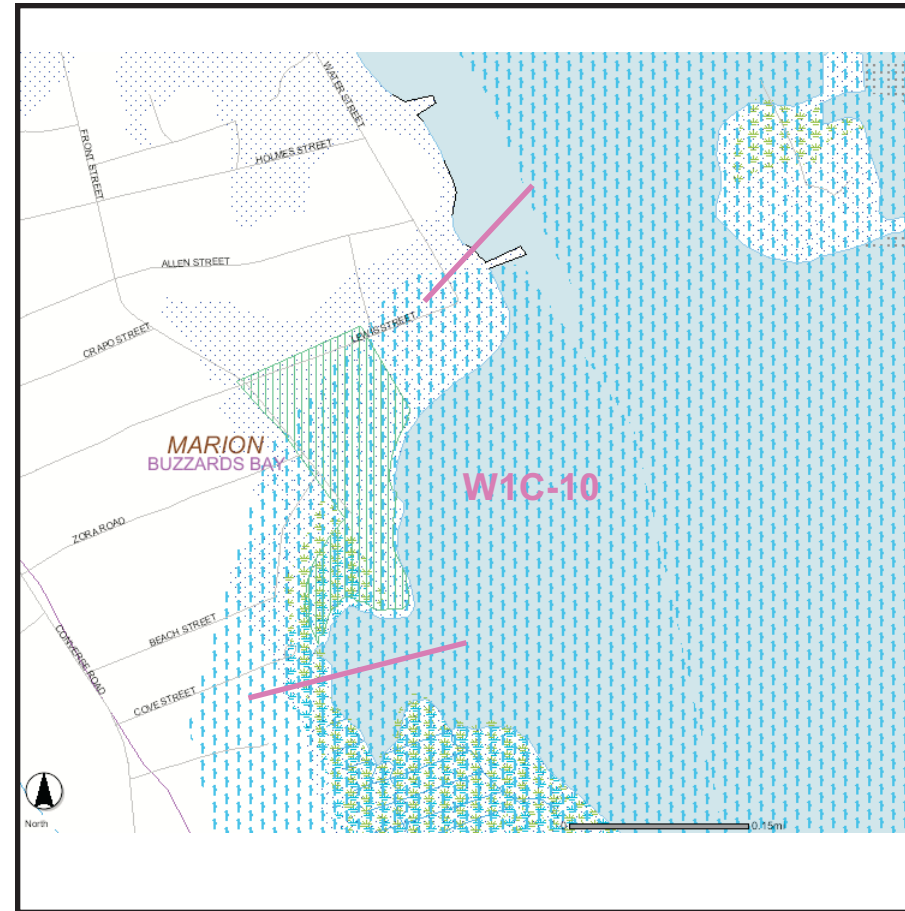 WATER STREET
FRONT STREET
HOLMES STREET
ALLEN STREET
LEWIS STREET
CRAPO STREET
MARION
BUZZARDS BAY
W1C-10
ZORA ROAD
BEACH STREET
CONVERSE ROAD
COVE STREET
North
0
0.15mi